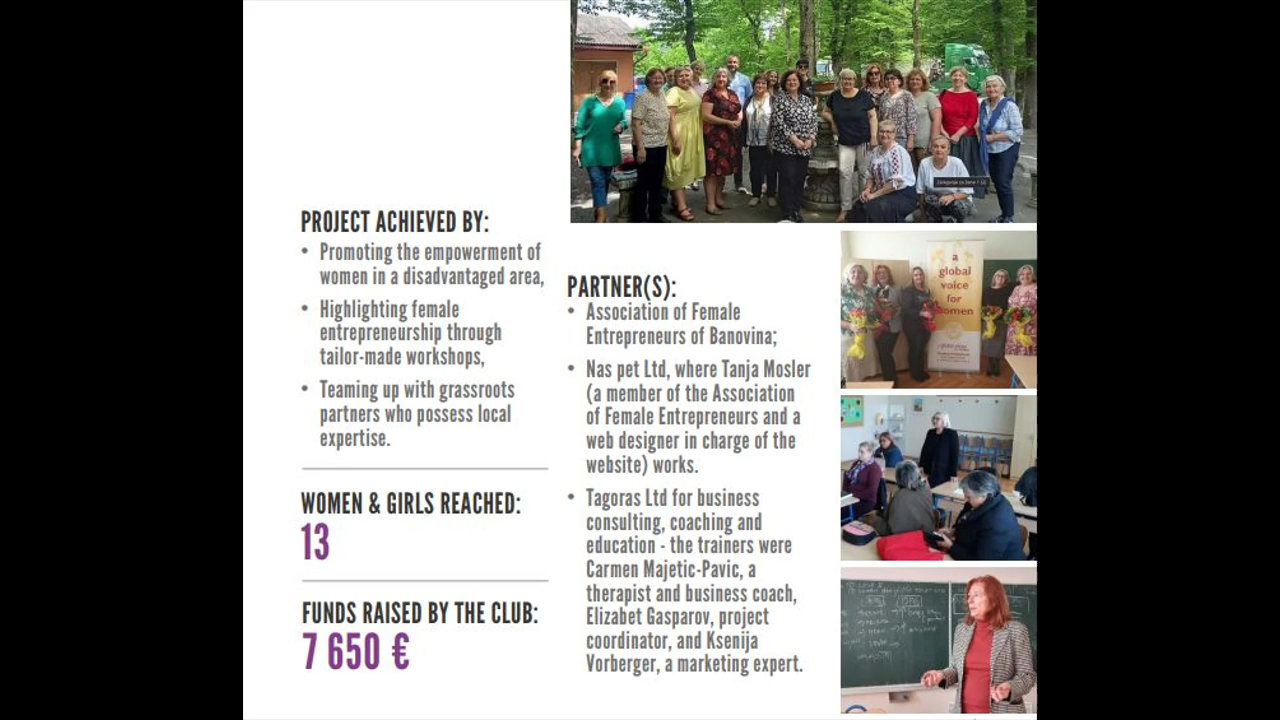 PROJECT ACHIEVED BY:
• Promoting the empowerment of
women in a disadvantaged area,
• Highlighting female
entrepreneurship through
tailor-made workshops,
• Teaming up with grassroots
partners who possess local
expertise.
WOMEN & GIRLS REACHED:
13
FUNDS RAISED BY THE CLUB:
7 650 €
PARTNER(S):
• Association of Female
Entrepreneurs of Banovina;
• Nas pet Ltd, where Tanja Mosler
(a member of the Association
of Female Entrepreneurs and a
web designer in charge of the
website) works.
• Tagoras Ltd for business
consulting, coaching and
education - the trainers were
Carmen Majetic-Pavic, a
therapist and business coach,
Elizabet Gasparov, project
coordinator, and Ksenija
Vorberger, a marketing expert.
a
global
voice
for
women